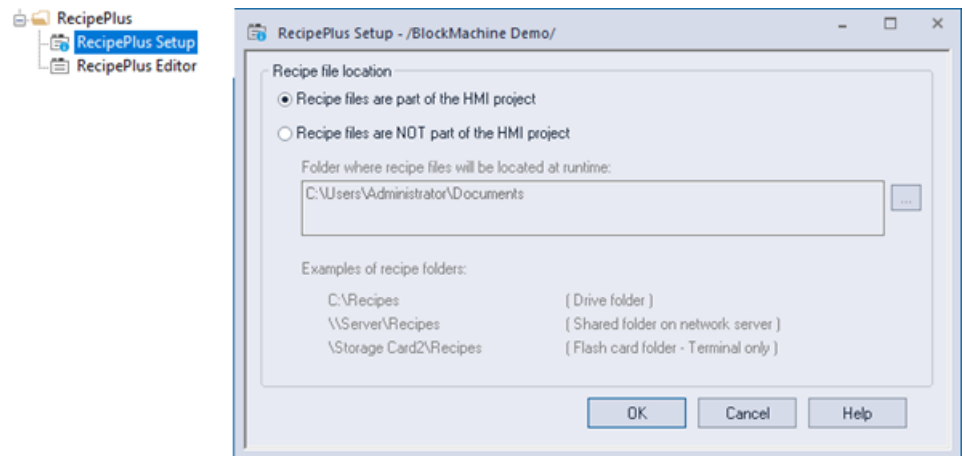 RecipePlus
RecipePlus Setup
RecipePlus Editor
RecipePlus Setup - /BlockMachine Demo/
Recipe file location
Recipe files are part of the HMI project
Recipe files are NOT part of the HMI project
Folder where recipe files will be located at runtime:
C:\Users\Administrator\Documents
...
Examples of recipe folders:
C:\Recipes ( Drive folder )
\\Server\Recipes ( Shared folder on network server )
\Storage Card2\Recipes ( Flash card folder - Terminal only )
OK Cancel Help